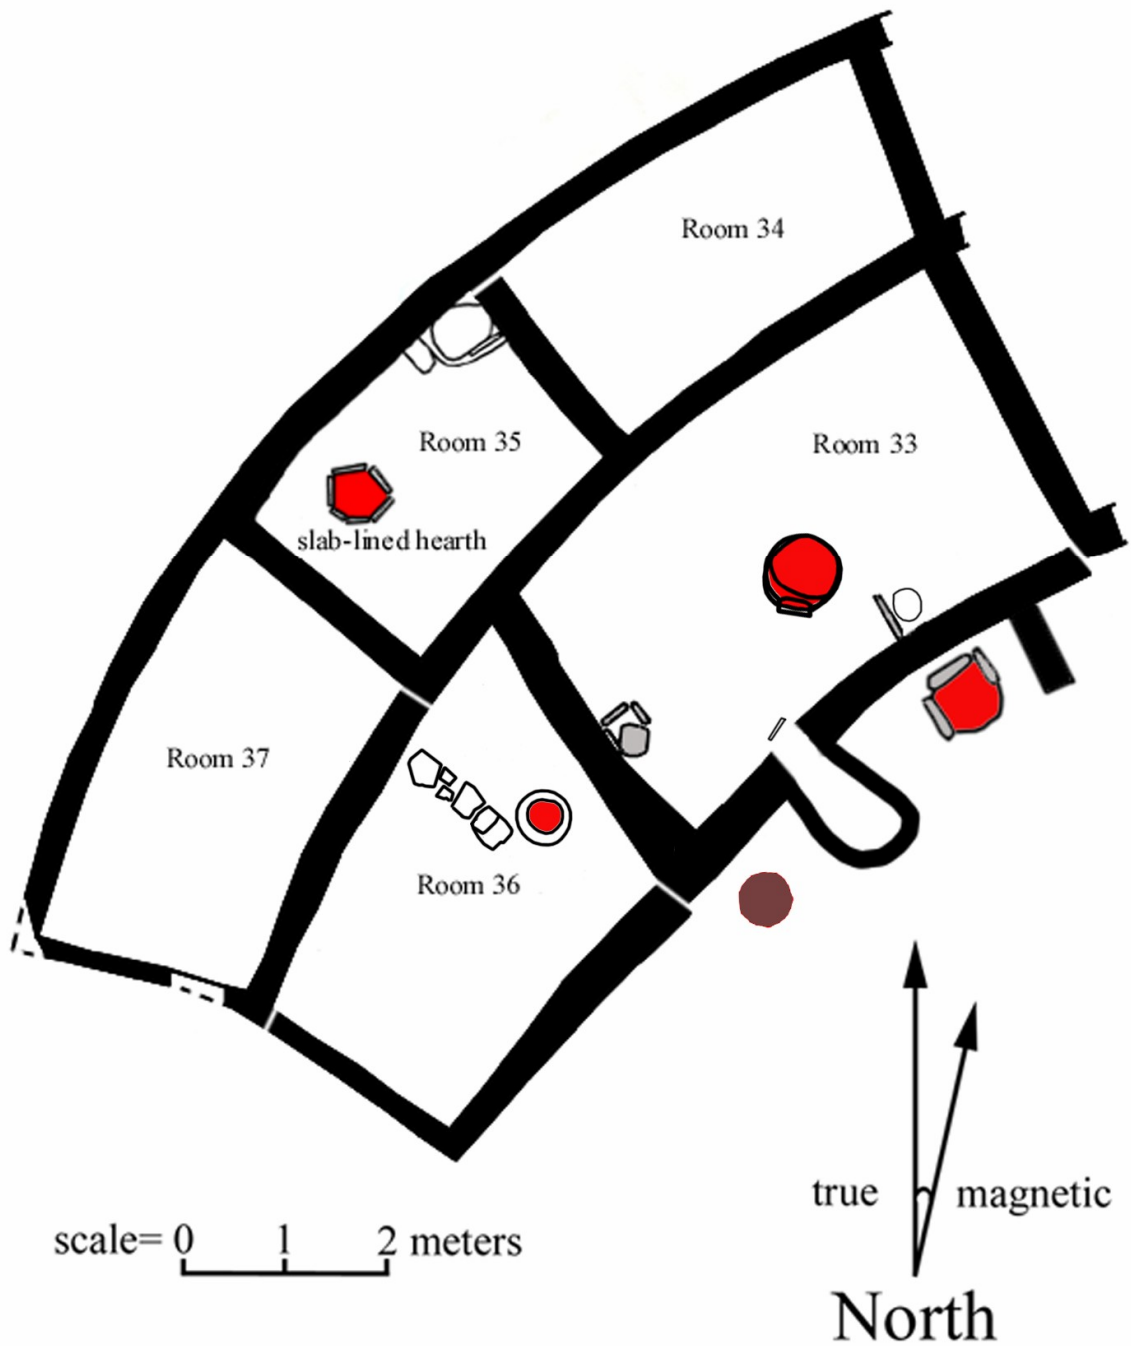 Room 34
Room 35
Room 33
slab-lined hearth
Room 37
Room 36
true magnetic
scale= 0 1 2 meters
North